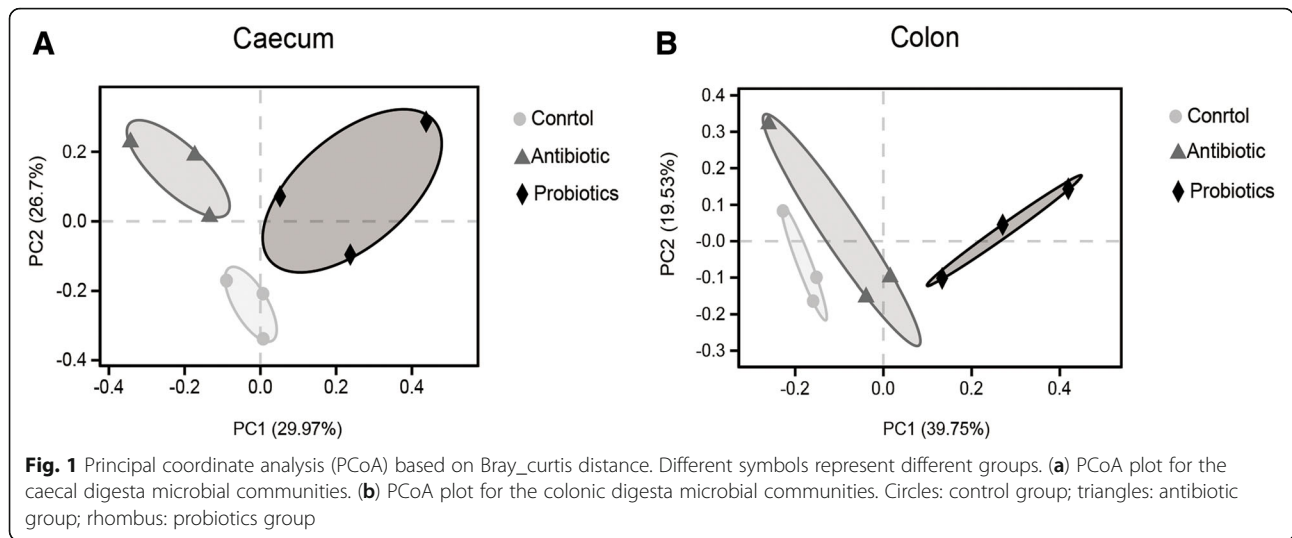 A
Caecum
0.2
0.0
-0.2
-0.4
PC2 (26.7%)
-0.4 -0.2 0.0 0.2 0.4
PC1 (29.97%)
Conrtol
Antibiotic
Probiotics
B
Colon
0.4
0.3
0.2
0.1
-0.0
-0.1
-0.2
-0.3
PC2 (19.53%)
-0.2 0.0 0.2 0.4
PC1 (39.75%)
Conrtol
Antibiotic
Probiotics
Fig. 1 Principal coordinate analysis (PCoA) based on Bray_curtis distance. Different symbols represent different groups. (a) PCoA plot for the
caecal digesta microbial communities. (b) PCoA plot for the colonic digesta microbial communities. Circles: control group; triangles: antibiotic
group; rhombus: probiotics group